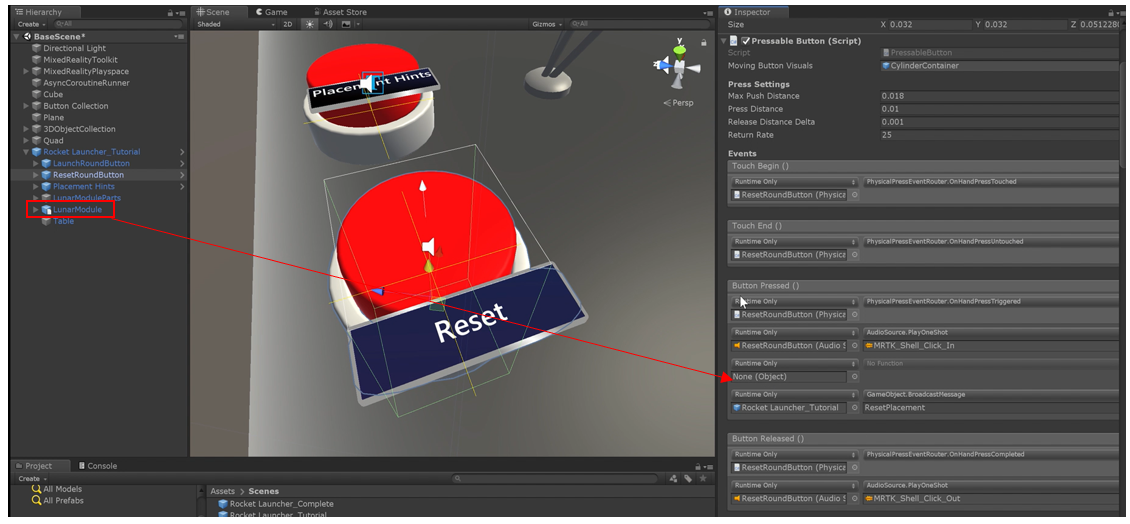 Hierarchy
Create
All
BaseScene*
Directional Light
MixedRealityToolkit
MixedRealityPlayspace
AsyncCoroutineRunner
Cube
Button Collection
Plane
3DObjectCollection
Quad
Rocket Launcher_Tutorial
LaunchRoundButton
ResetRoundButton
Placement Hints
LunarModuleParts
LunarModule
Table
Scene
Game
Asset Store
Shaded
2D
Gizmos
All
Placement Hints
Reset
y
z
Persp
Project
Console
Create
All Models
All Prefabs
Assets > Scenes
Rocket Launcher_Complete
Rocket Launcher_Tutorial
Inspector
Size X 0.032 Y 0.032 Z 0.0512280
Pressable Button (Script)
Script PressableButton
Moving Button Visuals CylinderContainer
Press Settings
Max Push Distance 0.018
Press Distance 0.01
Release Distance Delta 0.001
Return Rate 25
Events
Touch Begin ()
Runtime Only PhysicalPressEventRouter.OnHandPressTouched
ResetRoundButton (Physica
Touch End ()
Runtime Only PhysicalPressEventRouter.OnHandPressUntouched
ResetRoundButton (Physica
Button Pressed ()
Runtime Only PhysicalPressEventRouter.OnHandPressTriggered
ResetRoundButton (Physica
Runtime Only AudioSource.PlayOneShot
ResetRoundButton (Audio S MRTK_Shell_Click_In
Runtime Only No Function
None (Object)
Runtime Only GameObject.BroadcastMessage
Rocket Launcher_Tutorial ResetPlacement
Button Released ()
Runtime Only PhysicalPressEventRouter.OnHandPressCompleted
ResetRoundButton (Physica
Runtime Only AudioSource.PlayOneShot
ResetRoundButton (Audio S MRTK_Shell_Click_Out